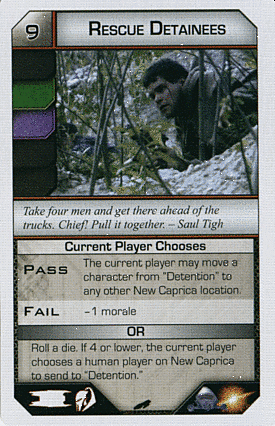 9
RESCUE DETAINEES
Take four men and get there ahead of the
trucks. Chief! Pull it together. – Saul Tigh
Current Player Chooses
PASS
The current player may move a
character from "Detention" to
any other New Caprica location.
FAIL
–1 morale
OR
Roll a die. If 4 or lower, the current player
chooses a human player on New Caprica
to send to "Detention."